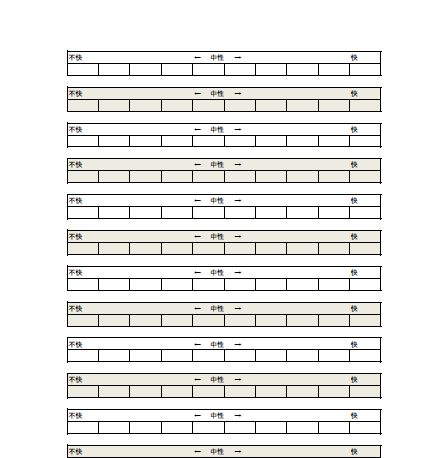 不快 ← 中性 → 快
不快 ← 中性 → 快
不快 ← 中性 → 快
不快 ← 中性 → 快
不快 ← 中性 → 快
不快 ← 中性 → 快
不快 ← 中性 → 快
不快 ← 中性 → 快
不快 ← 中性 → 快
不快 ← 中性 → 快
不快 ← 中性 → 快
不快 ← 中性 → 快